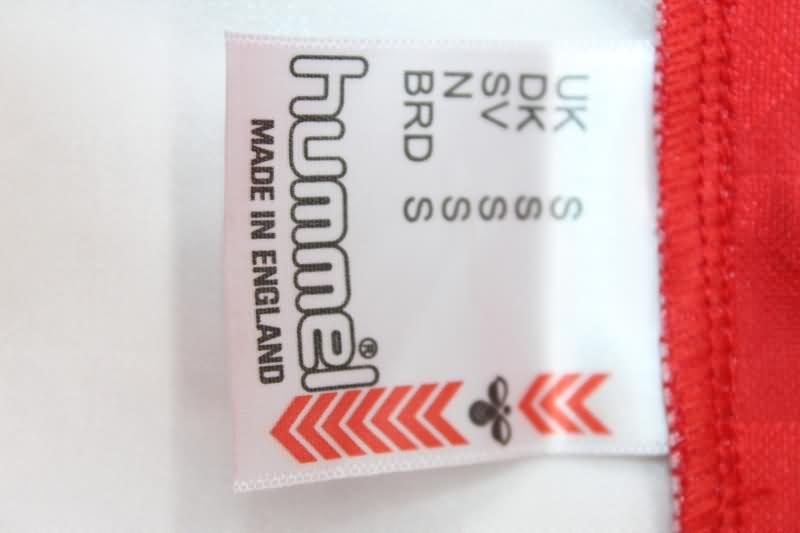 UK S
DK S
SV S
N S
BRD S
hummel®
MADE IN ENGLAND